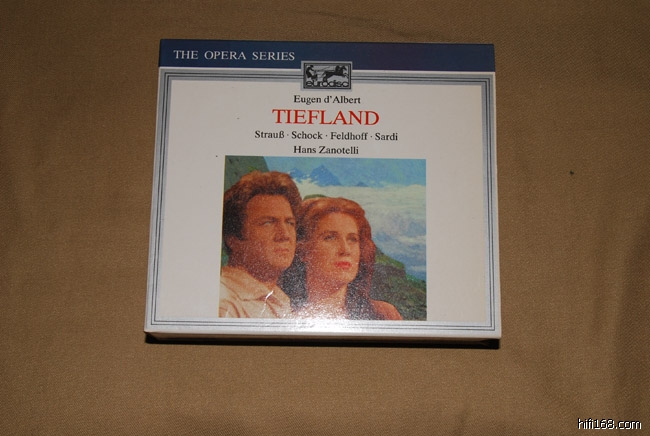 THE OPERA SERIES
eurodisc
Eugen d'Albert
TIEFLAND
Strauß · Schock · Feldhoff · Sardi
Hans Zanotelli
hifi168.com